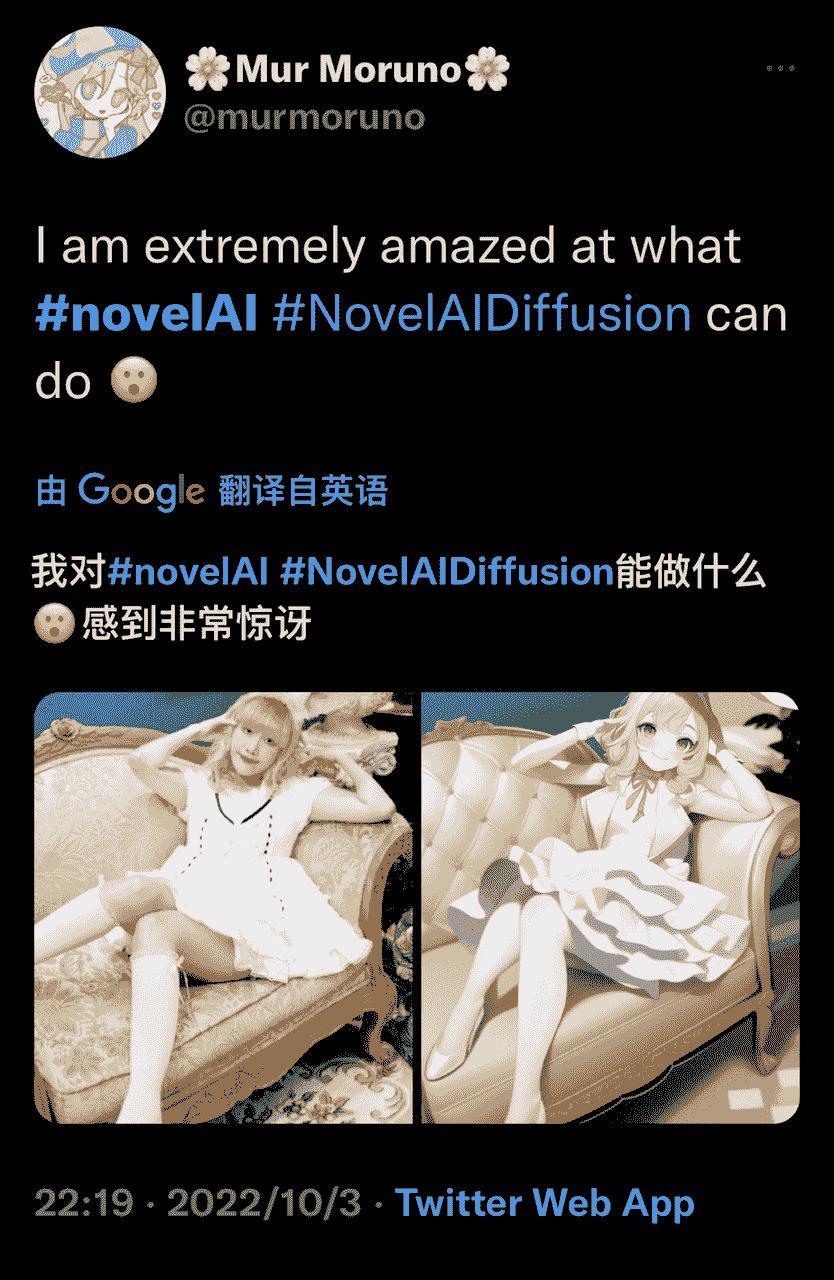 🌸Mur Moruno🌸
@murmoruno
I am extremely amazed at what
#novelAI #NovelAIDiffusion can
do 😮
由 Google 翻译自英语
我对#novelAI #NovelAIDiffusion能做什么
😮感到非常惊讶
22:19 · 2022/10/3 · Twitter Web App